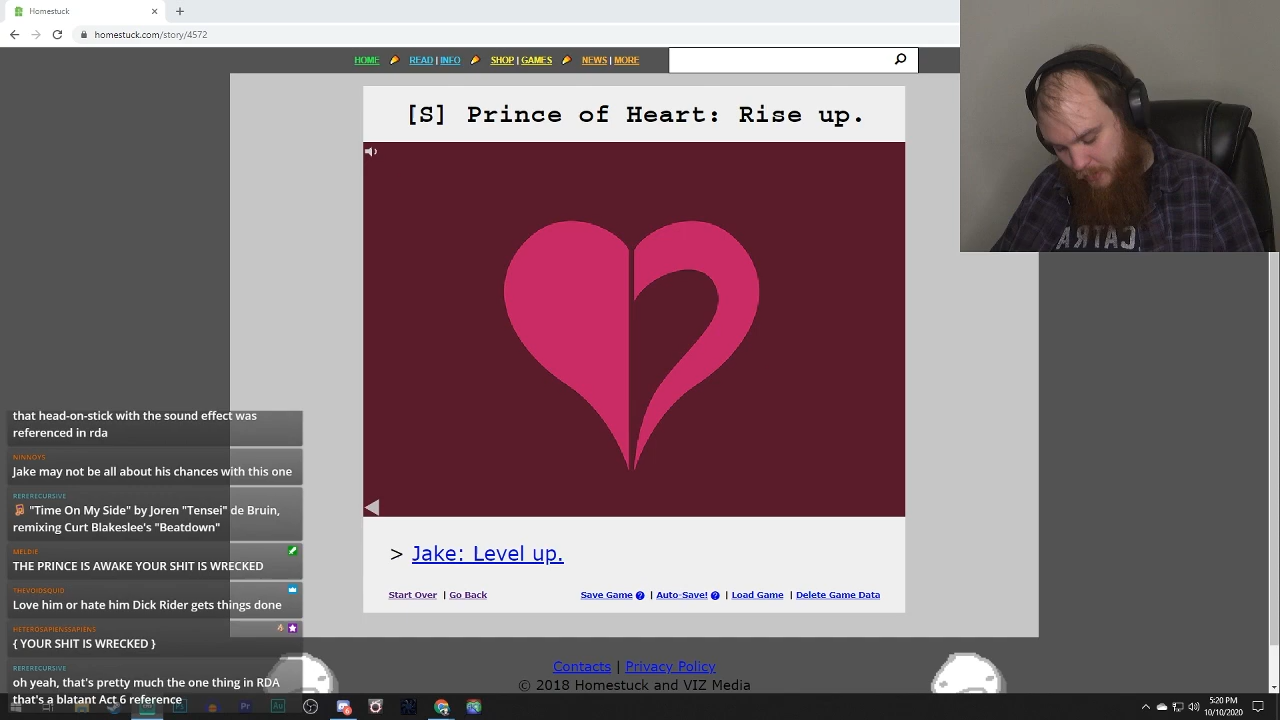 Homestuck
homestuck.com/story/4572
HOME READ | INFO SHOP | GAMES NEWS | MORE
[S] Prince of Heart: Rise up.
CATRA
that head-on-stick with the sound effect was
referenced in rda
NINNOYS
Jake may not be all about his chances with this one
RERERECURSIVE
"Time On My Side" by Joren "Tensei" de Bruin,
remixing Curt Blakeslee's "Beatdown"
MELDIE
THE PRINCE IS AWAKE YOUR SHIT IS WRECKED
THEVOIDSQUID
Love him or hate him Dick Rider gets things done
HETEROSAPIENSSAPIENS
{ YOUR SHIT IS WRECKED }
RERERECURSIVE
oh yeah, that's pretty much the one thing in RDA
that's a blatant Act 6 reference
> Jake: Level up.
Start Over | Go Back Save Game ? | Auto-Save! ? | Load Game | Delete Game Data
Contacts | Privacy Policy
© 2018 Homestuck and VIZ Media
Pr Au
5:20 PM
10/10/2020